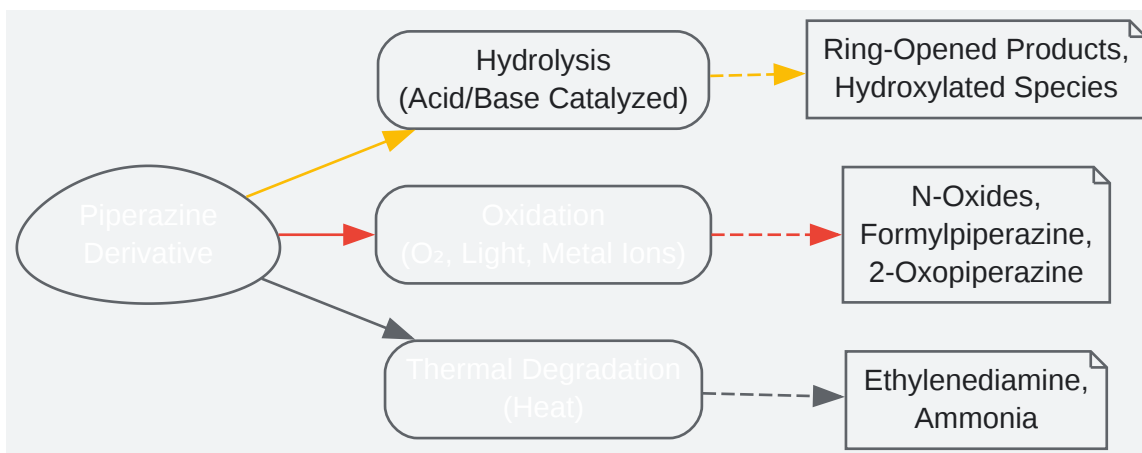 Hydrolysis
(Acid/Base Catalyzed)
Ring-Opened Products,
Hydroxylated Species
Piperazine
Derivative
Oxidation
(O₂, Light, Metal Ions)
N-Oxides,
Formylpiperazine,
2-Oxopiperazine
Thermal Degradation
(Heat)
Ethylenediamine,
Ammonia